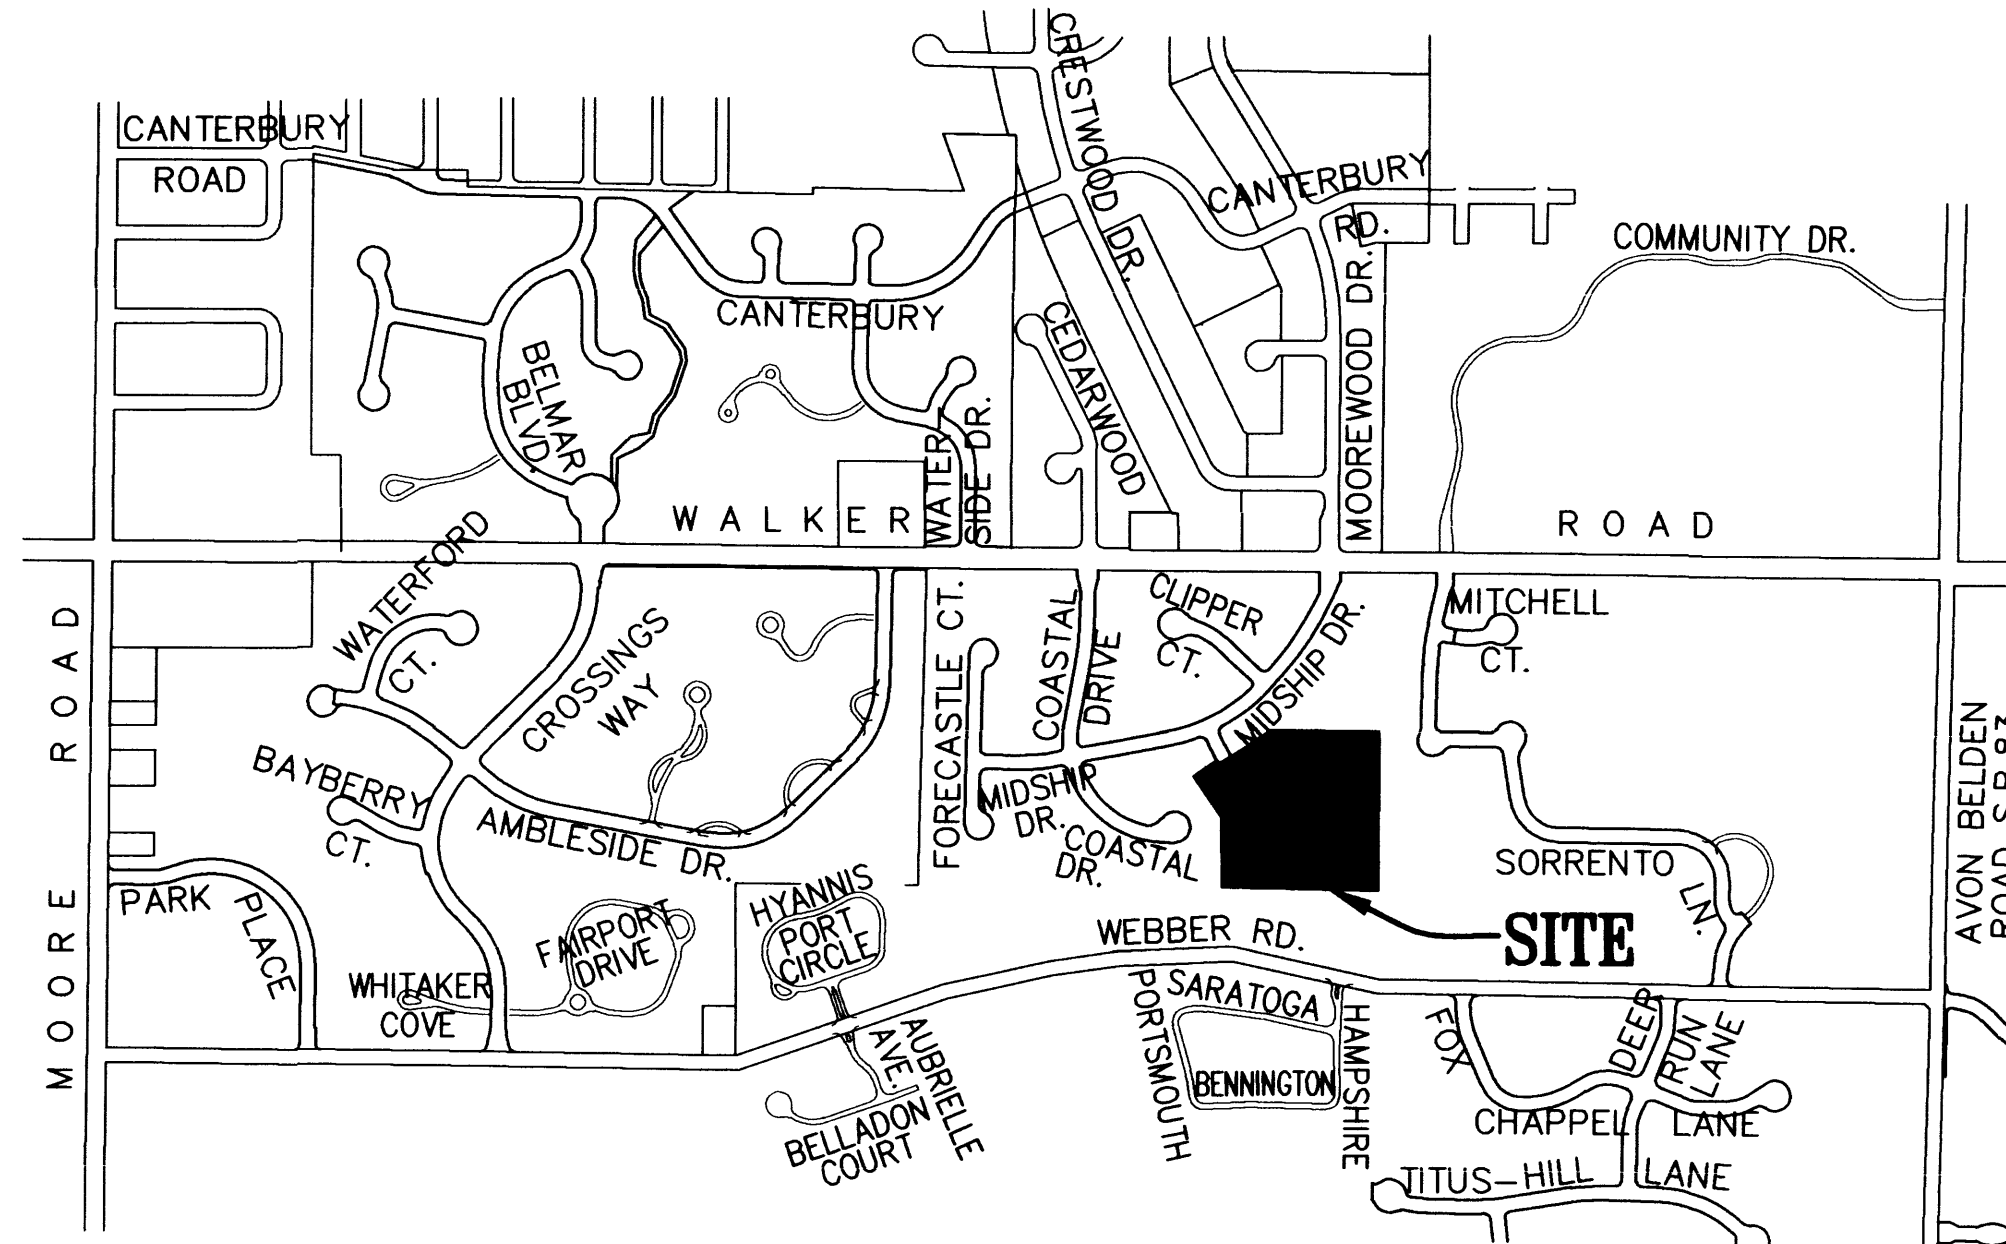 CRESTWOOD DR.
CANTERBURY
ROAD
CANTERBURY
RD.
COMMUNITY DR.
CANTERBURY
BELMAR
BLVD.
CEDARWOOD
MOOREWOOD DR.
WATER-
SIDE DR.
WALKER
ROAD
WATERFORD
CT.
CROSSINGS
WAY
FORECASTLE CT.
COASTAL
DRIVE
CLIPPER
CT.
MIDSHIP DR.
MITCHELL
CT.
MOORE ROAD
BAYBERRY
CT.
AMBLESIDE DR.
MIDSHIP
DR.
COASTAL
DR.
SORRENTO
LN.
AVON BELDEN
ROAD S.R.83
PARK
PLACE
HYANNIS
PORT
CIRCLE
FAIRPORT
DRIVE
WHITAKER
COVE
WEBBER RD.
SITE
SARATOGA
PORTSMOUTH
BENNINGTON
HAMPSHIRE
AUBRIELLE
AVE.
BELLADON
COURT
FOX
DEER
RUN
LANE
CHAPPEL LANE
TITUS-HILL LANE